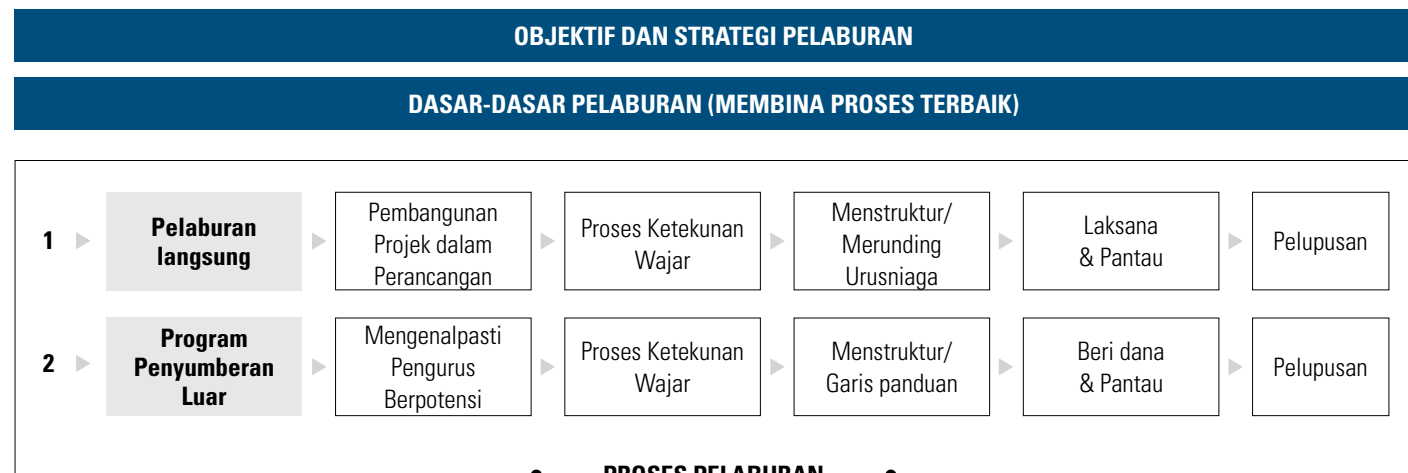 OBJEKTIF DAN STRATEGI PELABURAN
DASAR-DASAR PELABURAN (MEMBINA PROSES TERBAIK)
1
Pelaburan
langsung
Pembangunan
Projek dalam
Perancangan
Proses Ketekunan
Wajar
Menstruktur/
Merunding
Urusniaga
Laksana
& Pantau
Pelupusan
2
Program
Penyumberan
Luar
Mengenalpasti
Pengurus
Berpotensi
Proses Ketekunan
Wajar
Menstruktur/
Garis panduan
Beri dana
& Pantau
Pelupusan
• PROSES PELABURAN •